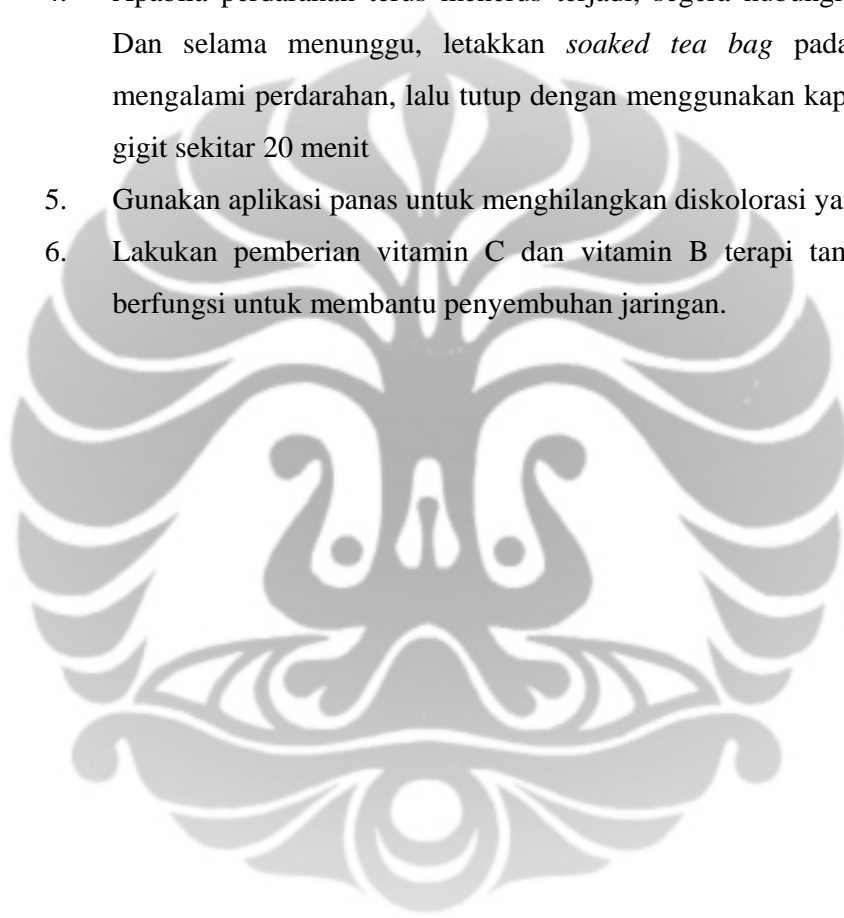 4. Apabila perdarahan terus menerus terjadi, segera
Dan selama menunggu, letakkan soaked tea bag pada
mengalami perdarahan, lalu tutup dengan menggunakan kap
gigit sekitar 20 menit
5. Gunakan aplikasi panas untuk menghilangkan diskolorasi ya
6. Lakukan pemberian vitamin C dan vitamin B terapi tam
berfungsi untuk membantu penyembuhan jaringan.